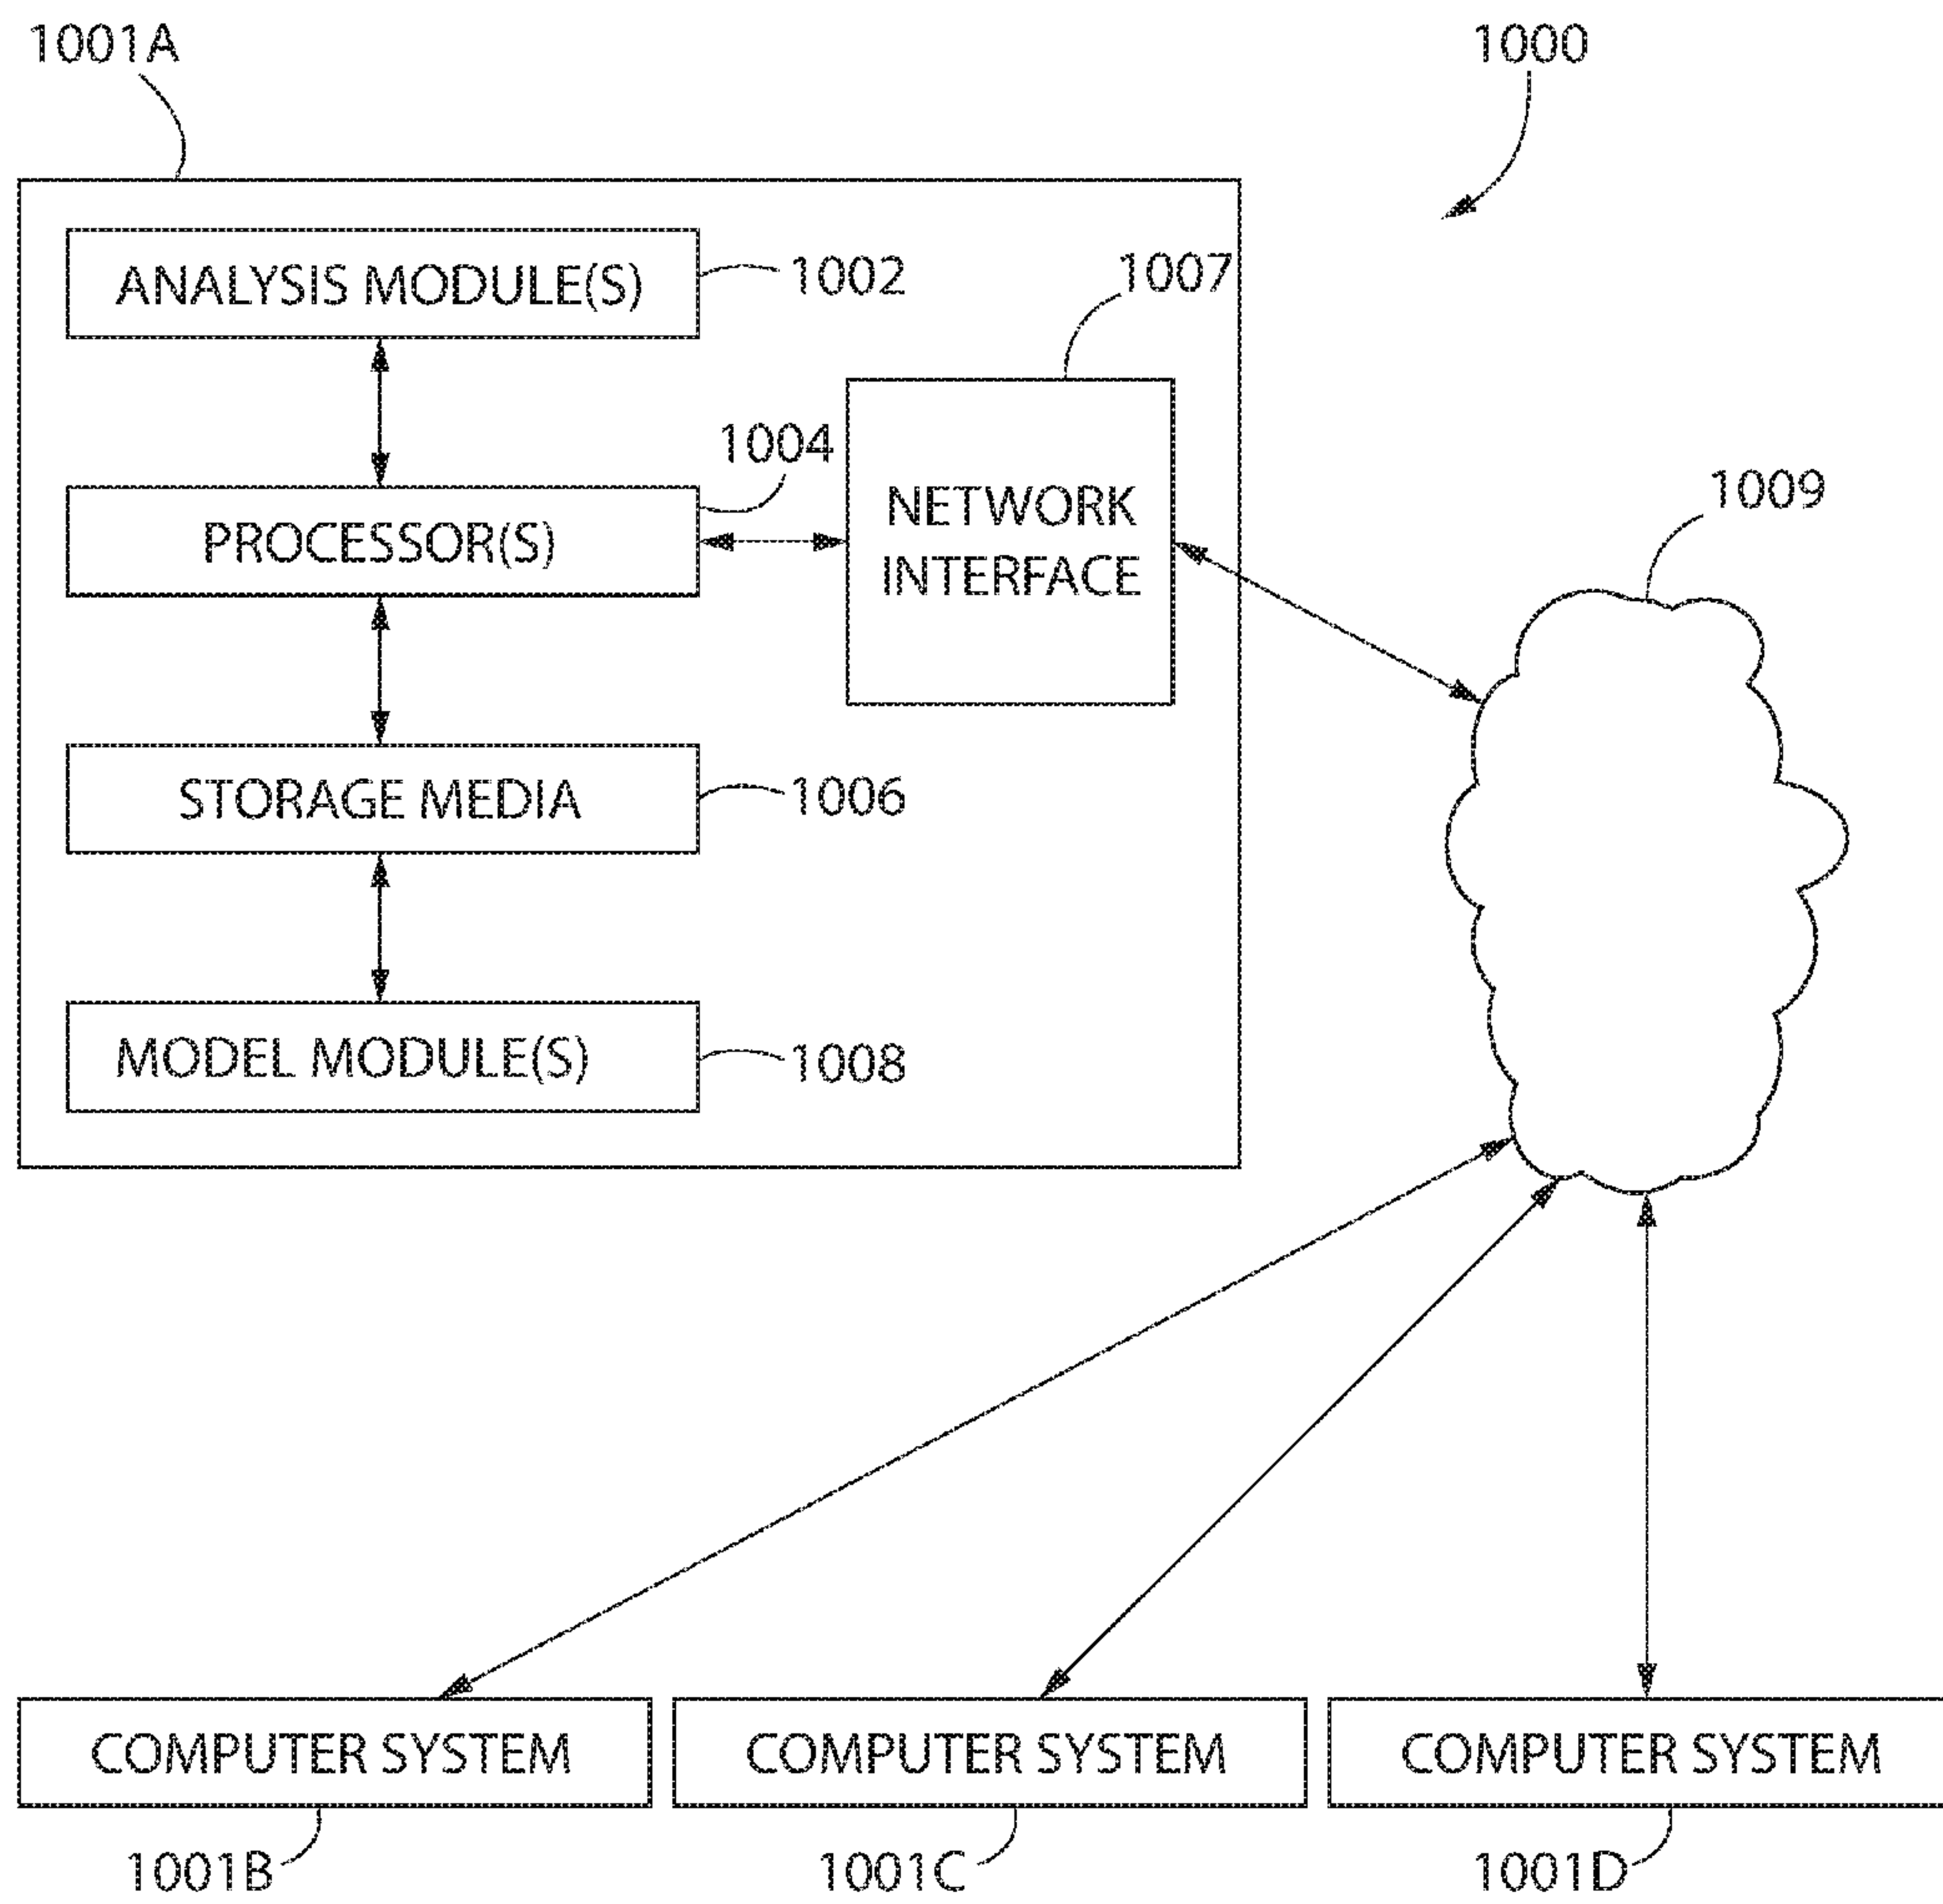 1001A
1000
ANALYSIS MODULE(S)
1002
1007
1004
PROCESSOR(S)
NETWORK
INTERFACE
1009
STORAGE MEDIA
1006
MODEL MODULE(S)
1008
COMPUTER SYSTEM
COMPUTER SYSTEM
COMPUTER SYSTEM
1001B
1001C
1001D